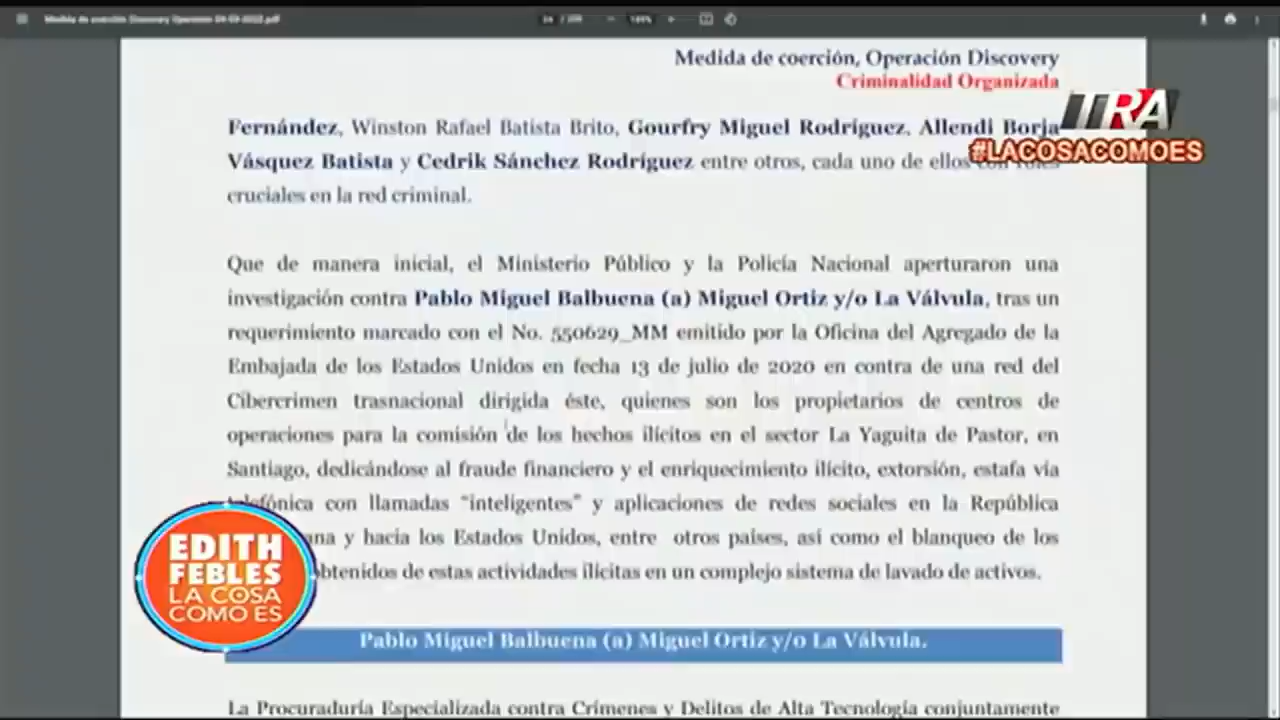 Medida de coerción, Operación Discovery
Criminalidad Organizada
TRA
#LACOSACOMOES
Fernández, Winston Rafael Batista Brito, Gourfry Miguel Rodríguez, Allendi Borja
Vásquez Batista y Cedrik Sánchez Rodríguez entre otros, cada uno de ellos con roles
cruciales en la red criminal.
Que de manera inicial, el Ministerio Público y la Policía Nacional aperturaron una
investigación contra Pablo Miguel Balbuena (a) Miguel Ortiz y/o La Válvula, tras un
requerimiento marcado con el No. 550629_MM emitido por la Oficina del Agregado de la
Embajada de los Estados Unidos en fecha 13 de julio de 2020 en contra de una red del
Cibercrimen trasnacional dirigida éste, quienes son los propietarios de centros de
operaciones para la comisión de los hechos ilícitos en el sector La Yaguita de Pastor, en
Santiago, dedicándose al fraude financiero y el enriquecimiento ilícito, extorsión, estafa vía
telefónica con llamadas “inteligentes” y aplicaciones de redes sociales en la República
ana y hacia los Estados Unidos, entre otros países, así como el blanqueo de los
obtenidos de estas actividades ilícitas en un complejo sistema de lavado de activos.
EDITH
FEBLES
LA COSA
COMO ES
Pablo Miguel Balbuena (a) Miguel Ortiz y/o La Válvula.
La Procuraduría Especializada contra Crímenes y Delitos de Alta Tecnología conjuntamente